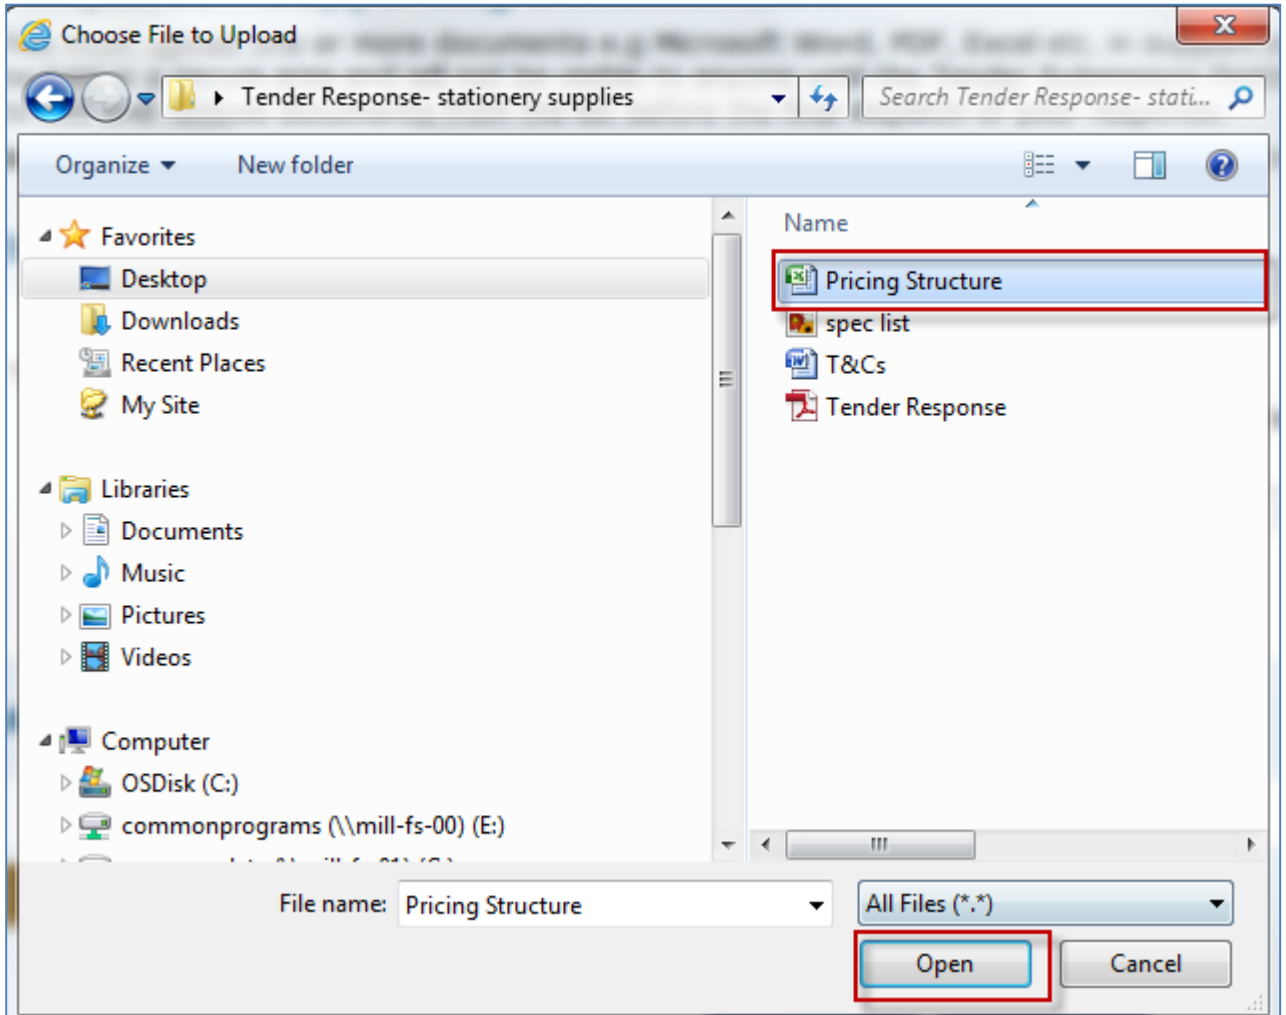 Choose File to Upload
Tender Response- stationery supplies
Search Tender Response- stati...
Organize
New folder
Name
Favorites
Desktop
Downloads
Recent Places
My Site
Libraries
Documents
Music
Pictures
Videos
Computer
OSDisk (C:)
commonprograms (\\mill-fs-00) (E:)
Pricing Structure
spec list
T&Cs
Tender Response
File name: Pricing Structure
All Files (*.*)
Open
Cancel